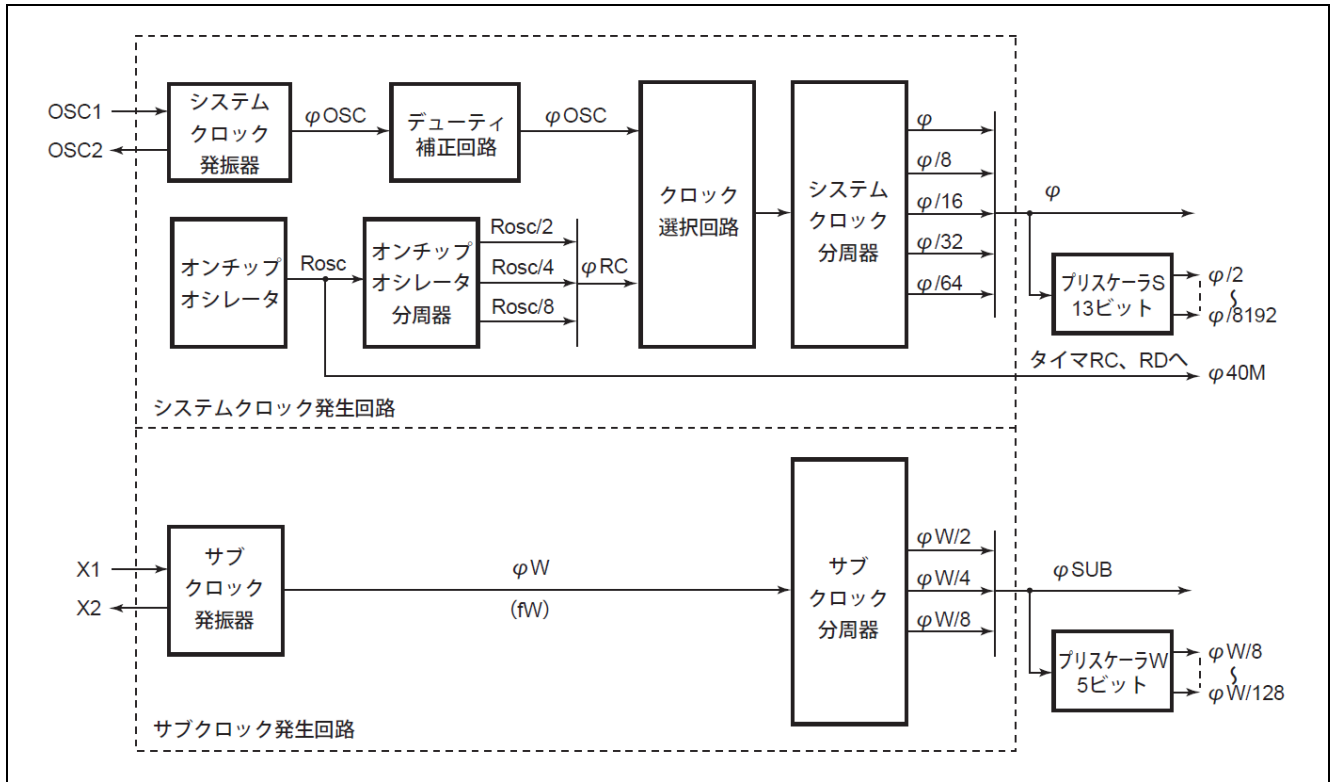 OSC1
OSC2
システム
クロック
発振器
φOSC
デューティ
補正回路
φOSC
オンチップ
オシレータ
Rosc
オンチップ
オシレータ
分周器
Rosc/2
Rosc/4
Rosc/8
φRC
クロック
選択回路
システム
クロック
分周器
φ
φ/8
φ/16
φ/32
φ/64
φ
プリスケーラS
13ビット
φ/2
〜
φ/8192
タイマRC、RDへ
φ40M
システムクロック発生回路
X1
X2
サブ
クロック
発振器
φW
(fW)
サブ
クロック
分周器
φW/2
φW/4
φW/8
φSUB
プリスケーラW
5ビット
φW/8
〜
φW/128
サブクロック発生回路